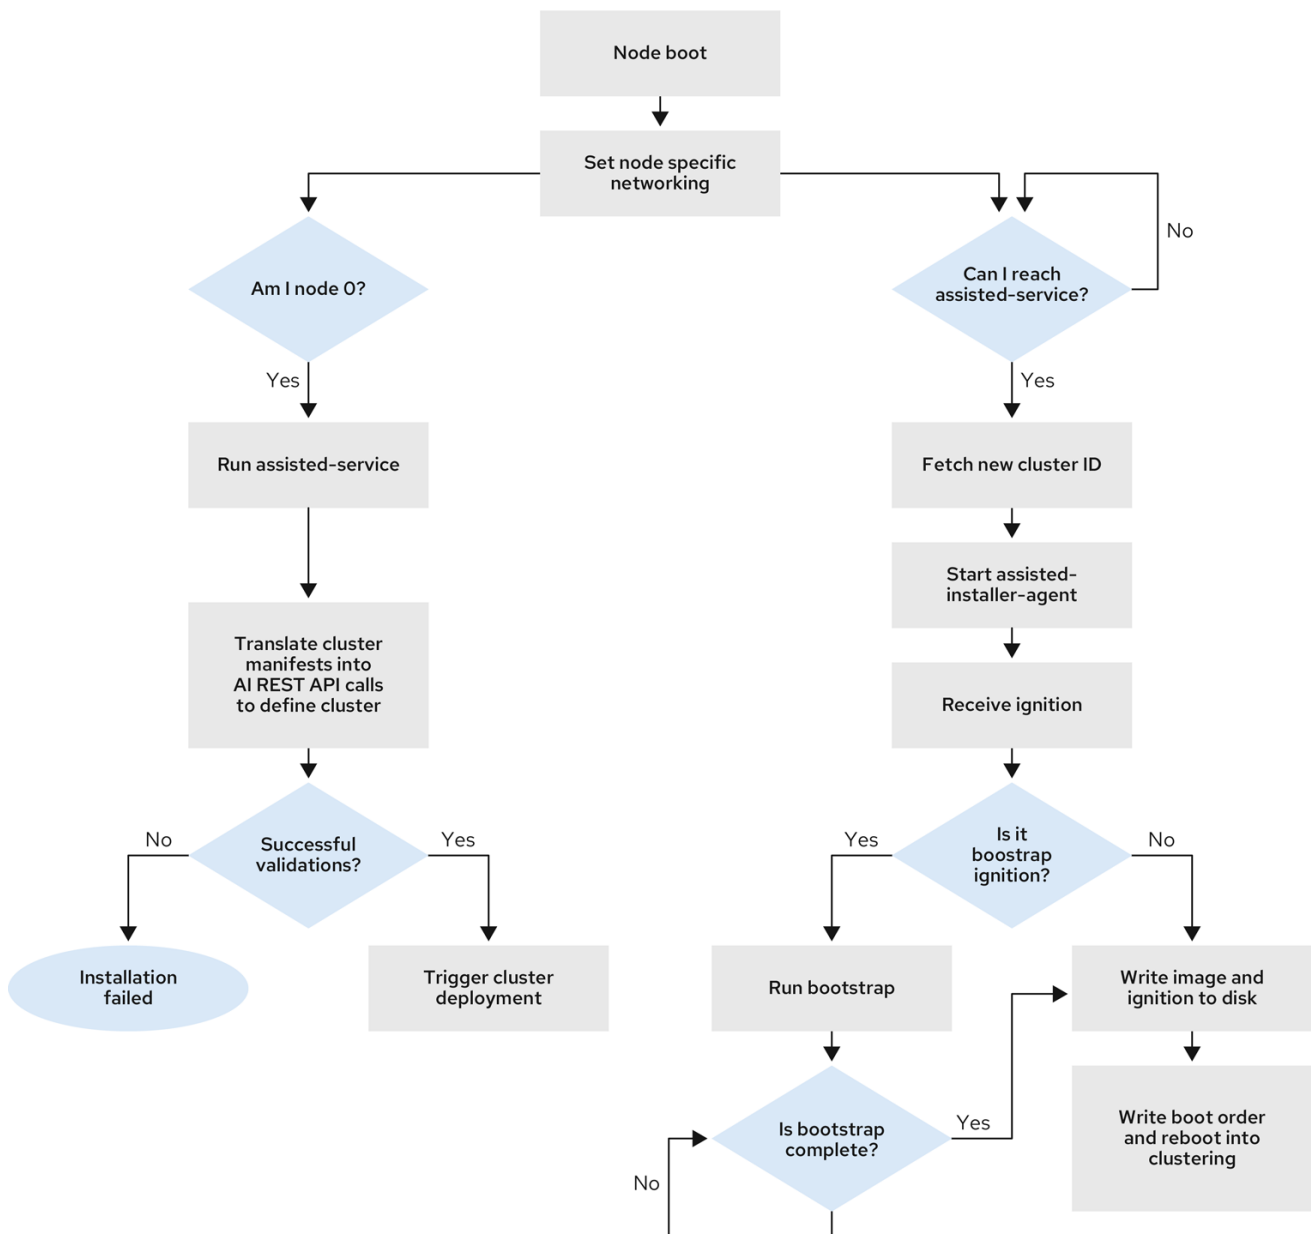 Node boot
Set node specific
networking
Am I node 0?
Yes
Run assisted-service
Translate cluster
manifests into
AI REST API calls
to define cluster
Successful
validations?
No
Yes
Installation
failed
Trigger cluster
deployment
Can I reach
assisted-service?
No
Yes
Fetch new cluster ID
Start assisted-
installer-agent
Receive ignition
Is it
boostrap
ignition?
Yes
No
Run bootstrap
Write image and
ignition to disk
Is bootstrap
complete?
Yes
No
Write boot order
and reboot into
clustering